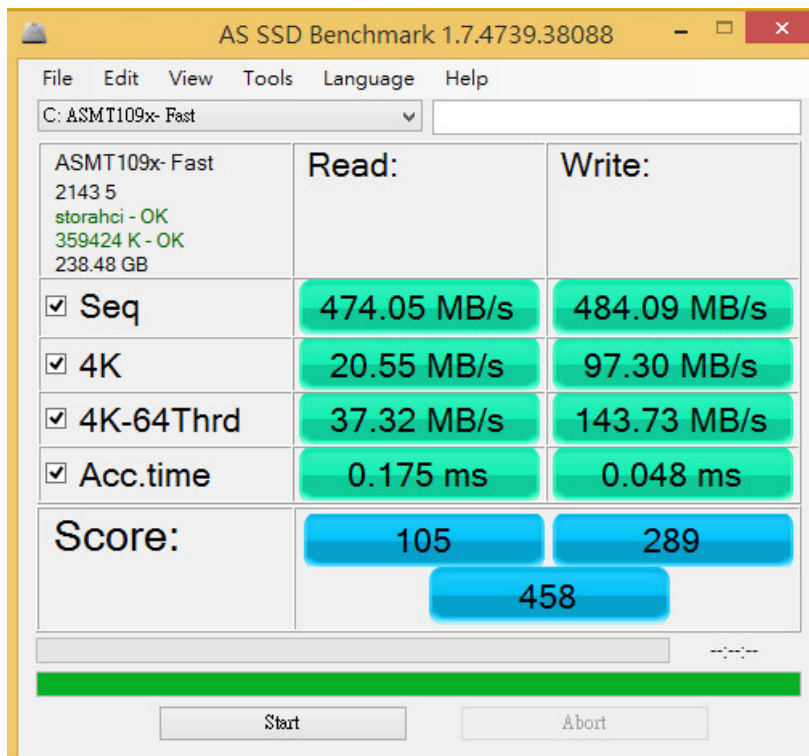 AS SSD Benchmark 1.7.4739.38088
File Edit View Tools Language Help
C: ASMT109x- Fast
ASMT109x- Fast
2143 5
storahci - OK
359424 K - OK
238.48 GB
Read: Write:
Seq 474.05 MB/s 484.09 MB/s
4K 20.55 MB/s 97.30 MB/s
4K-64Thrd 37.32 MB/s 143.73 MB/s
Acc.time 0.175 ms 0.048 ms
Score: 105 289
458
--:--:--
Start Abort